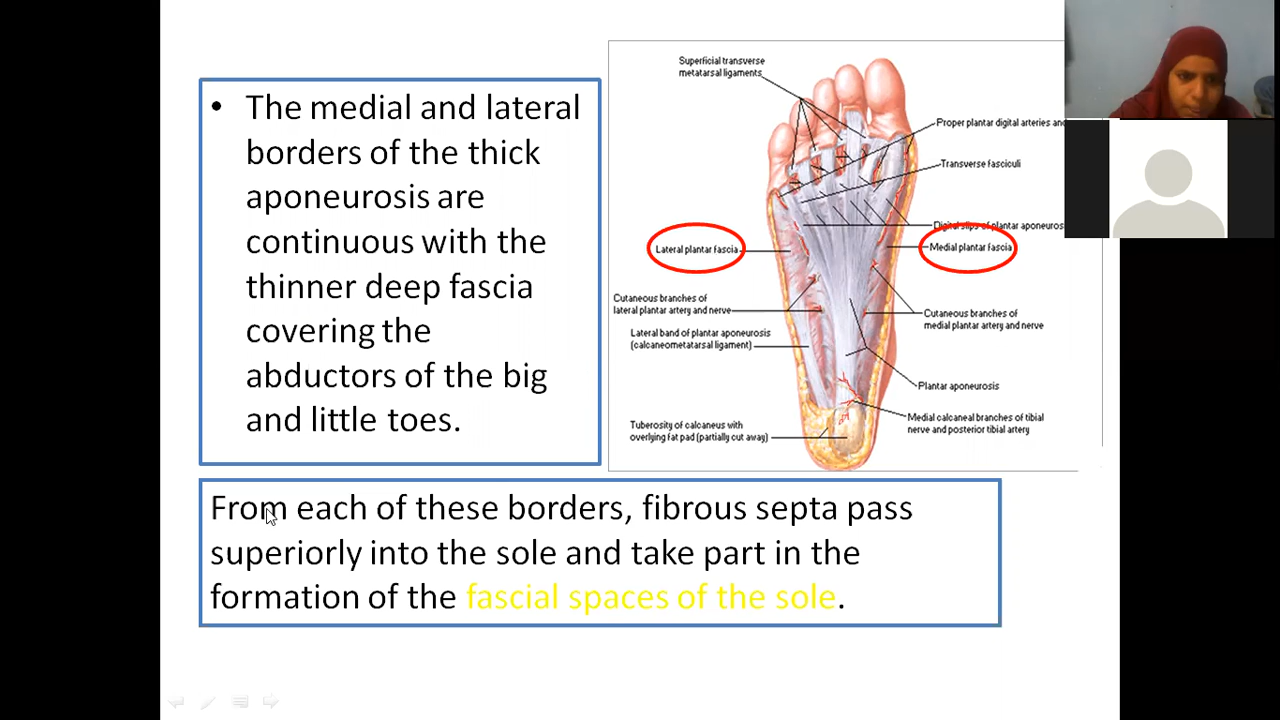 • The medial and lateral
borders of the thick
aponeurosis are
continuous with the
thinner deep fascia
covering the
abductors of the big
and little toes.
Superficial transverse
metatarsal ligaments
Proper plantar digital arteries and
Transverse fasciculi
Digital slips of plantar aponeuros
Lateral plantar fascia
Medial plantar fascia
Cutaneous branches of
lateral plantar artery and nerve
Cutaneous branches of
medial plantar artery and nerve
Lateral band of plantar aponeurosis
(calcaneometatarsal ligament)
Plantar aponeurosis
Medial calcaneal branches of tibial
nerve and posterior tibial artery
Tuberosity of calcaneus with
overlying fat pad (partially cut away)
From each of these borders, fibrous septa pass
superiorly into the sole and take part in the
formation of the fascial spaces of the sole.